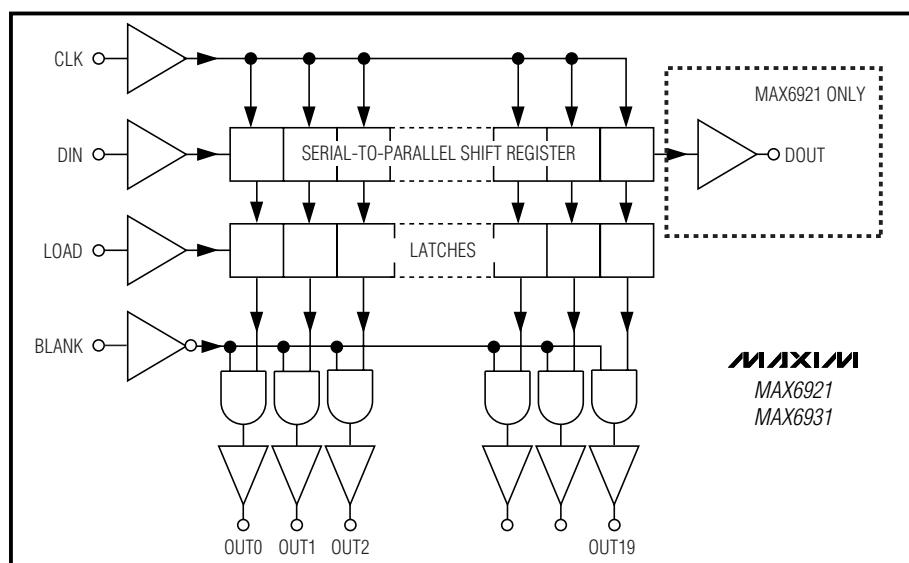 CLK
MAX6921 ONLY
DIN
SERIAL-TO-PARALLEL SHIFT REGISTER
DOUT
LOAD
LATCHES
BLANK
MAXIM
MAX6921
MAX6931
OUT0
OUT1
OUT2
OUT19